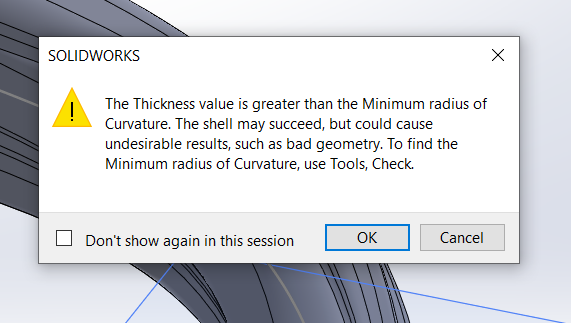 SOLIDWORKS
The Thickness value is greater than the Minimum radius of
Curvature. The shell may succeed, but could cause
undesirable results, such as bad geometry. To find the
Minimum radius of Curvature, use Tools, Check.
Don't show again in this session
OK
Cancel